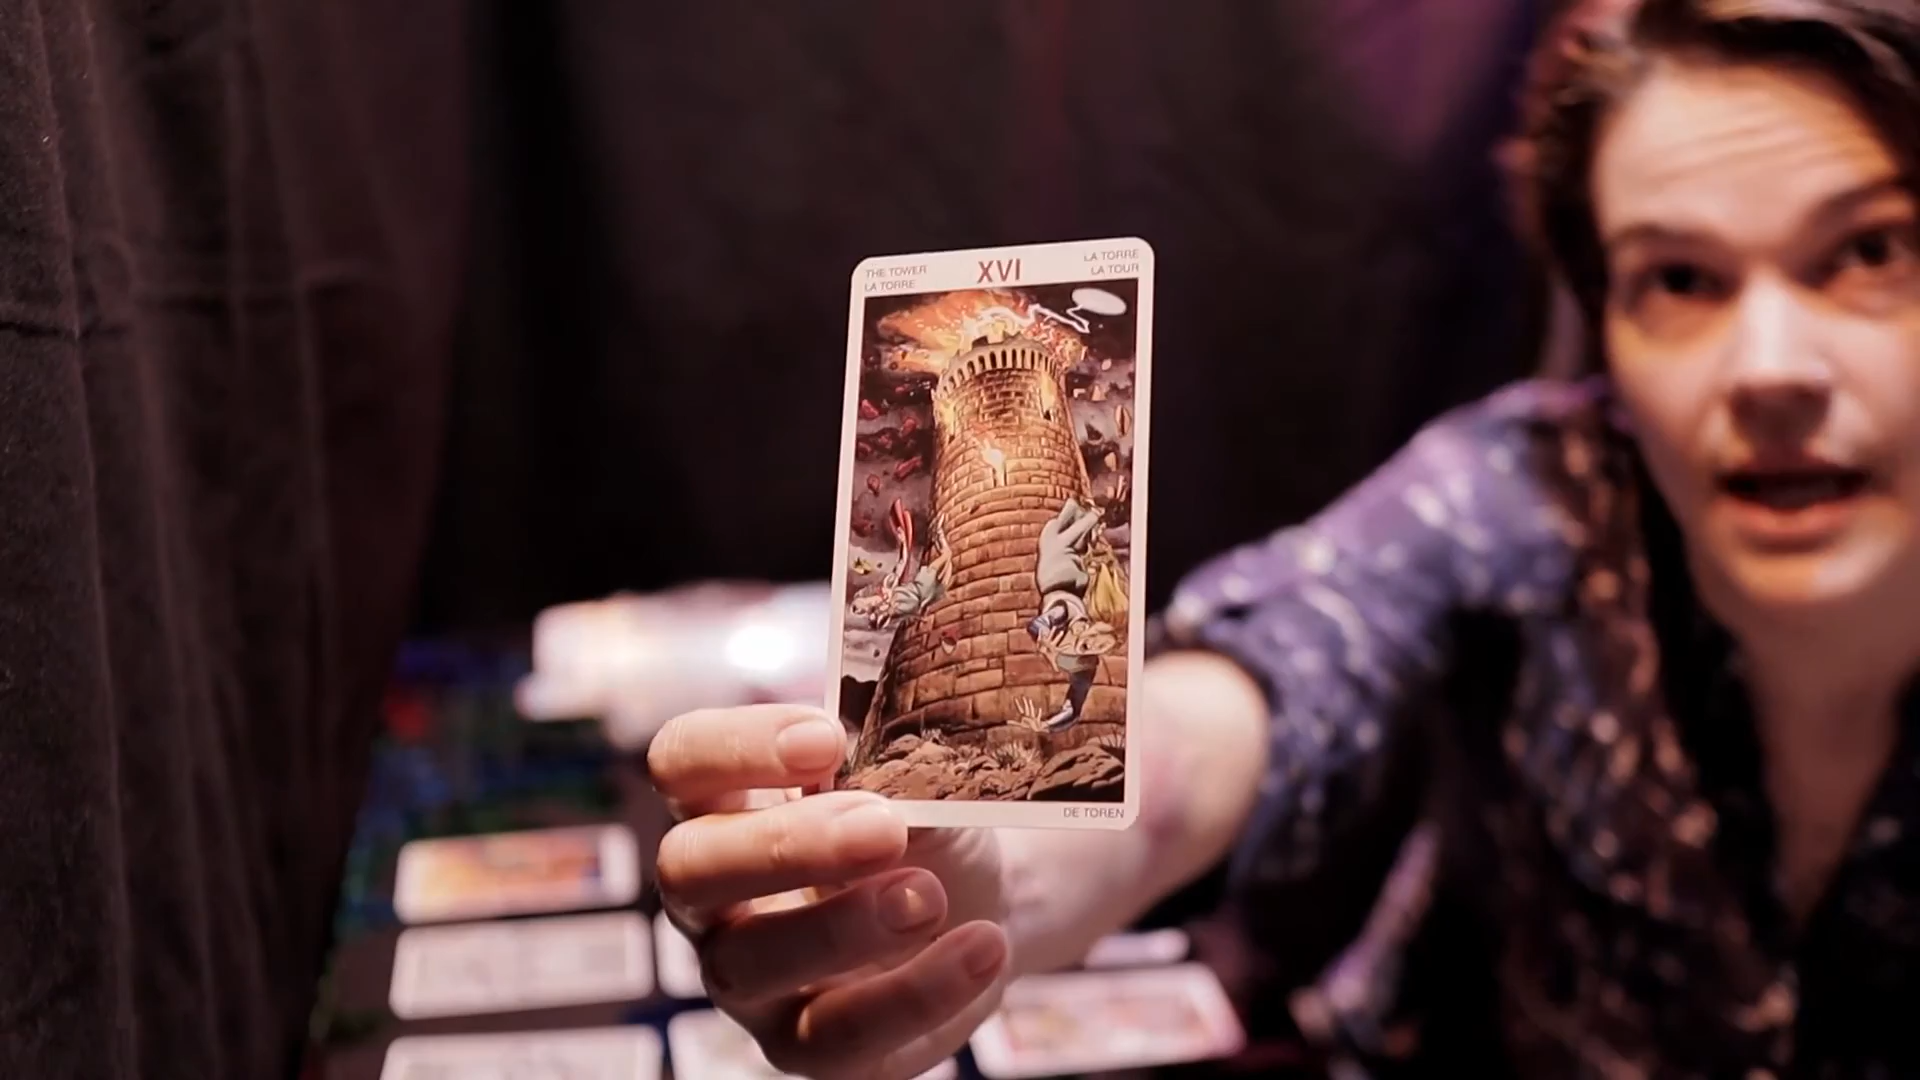 THE TOWER
LA TORRE
XVI
LA TORRE
LA TOUR
DE TOREN